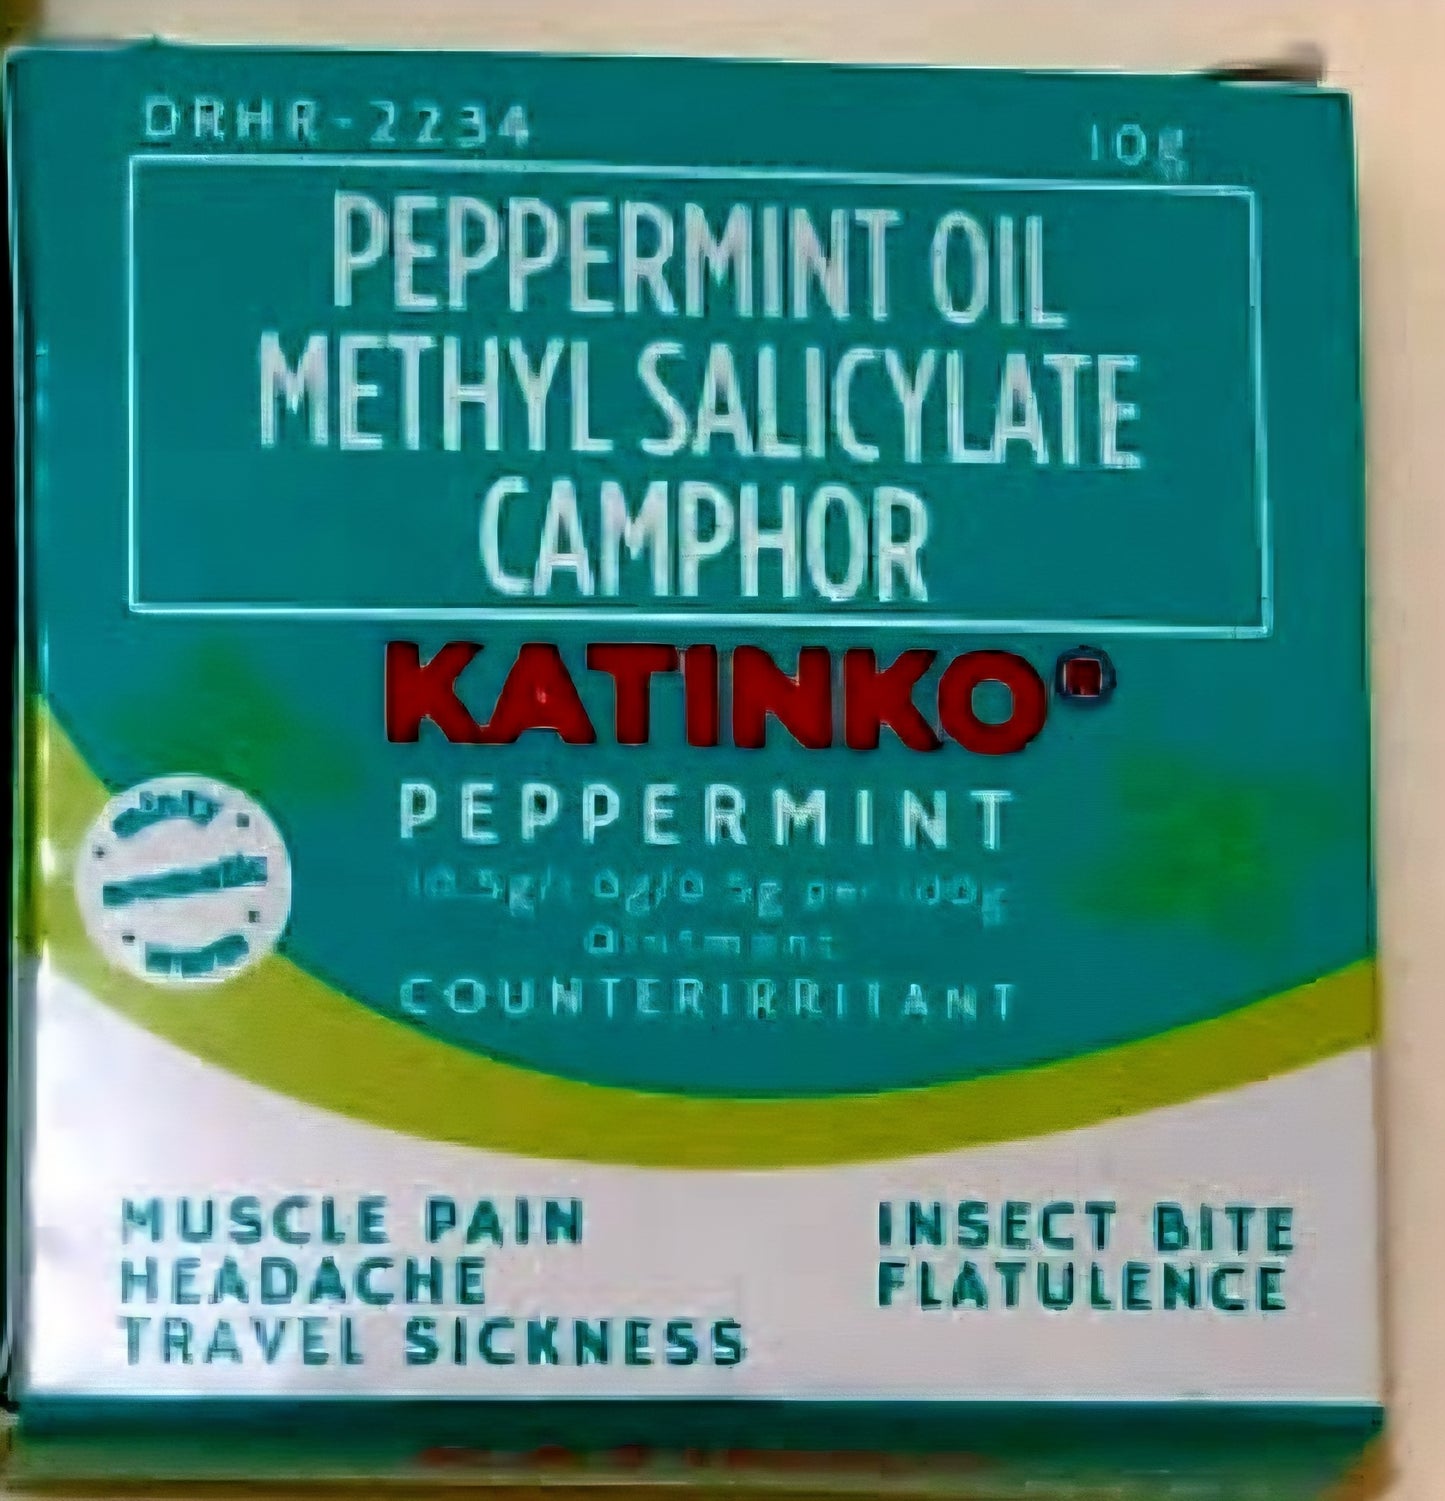 DRHR-2234
10g
PEPPERMINT OIL
METHYL SALICYLATE
CAMPHOR
KATINKO
PEPPERMINT
Ointment
COUNTERIRRITANT
MUSCLE PAIN
HEADACHE
TRAVEL SICKNESS
INSECT BITE
FLATULENCE